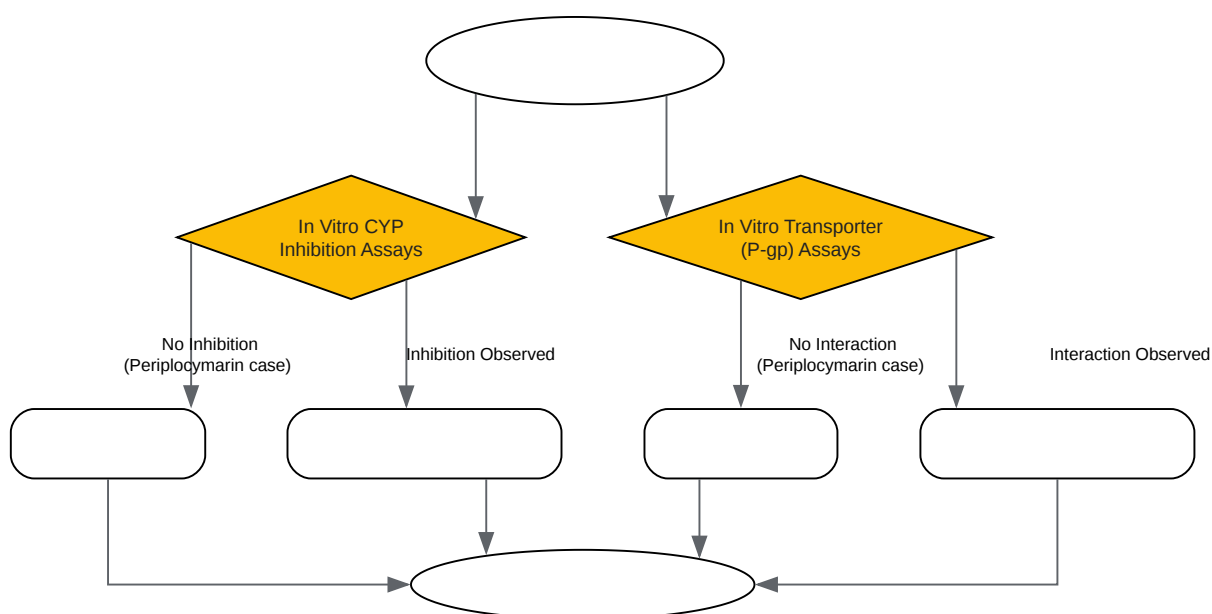 In Vitro CYP
Inhibition Assays
In Vitro Transporter
(P-gp) Assays
No Inhibition
(Periplocymarin case)
Inhibition Observed
No Interaction
(Periplocymarin case)
Interaction Observed